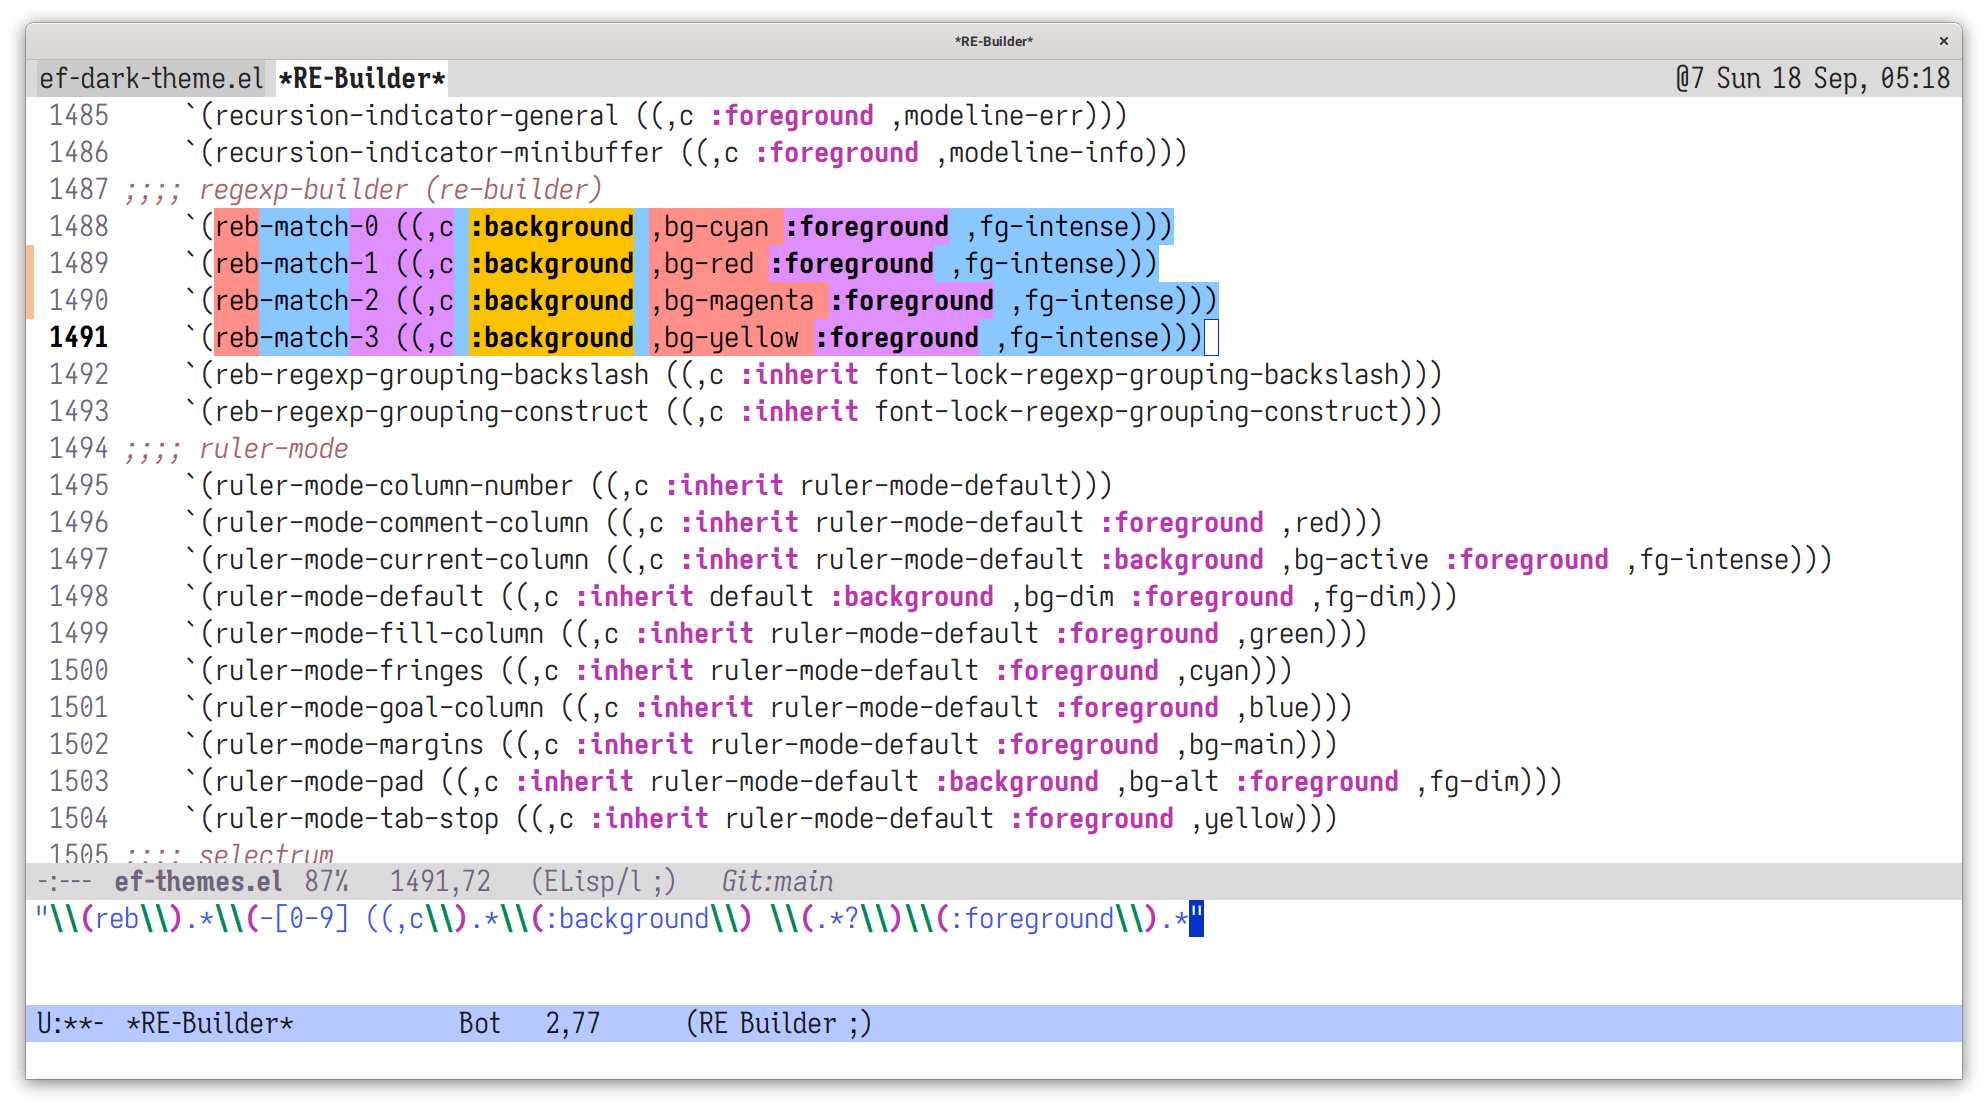 *RE-Builder* ×
ef-dark-theme.el *RE-Builder* @7 Sun 18 Sep, 05:18
1485 `(recursion-indicator-general ((,c :foreground ,modeline-err)))
1486 `(recursion-indicator-minibuffer ((,c :foreground ,modeline-info)))
1487 ;;;; regexp-builder (re-builder)
1488 `(reb-match-0 ((,c :background ,bg-cyan :foreground ,fg-intense)))
1489 `(reb-match-1 ((,c :background ,bg-red :foreground ,fg-intense)))
1490 `(reb-match-2 ((,c :background ,bg-magenta :foreground ,fg-intense)))
1491 `(reb-match-3 ((,c :background ,bg-yellow :foreground ,fg-intense)))
1492 `(reb-regexp-grouping-backslash ((,c :inherit font-lock-regexp-grouping-backslash)))
1493 `(reb-regexp-grouping-construct ((,c :inherit font-lock-regexp-grouping-construct)))
1494 ;;;; ruler-mode
1495 `(ruler-mode-column-number ((,c :inherit ruler-mode-default)))
1496 `(ruler-mode-comment-column ((,c :inherit ruler-mode-default :foreground ,red)))
1497 `(ruler-mode-current-column ((,c :inherit ruler-mode-default :background ,bg-active :foreground ,fg-intense)))
1498 `(ruler-mode-default ((,c :inherit default :background ,bg-dim :foreground ,fg-dim)))
1499 `(ruler-mode-fill-column ((,c :inherit ruler-mode-default :foreground ,green)))
1500 `(ruler-mode-fringes ((,c :inherit ruler-mode-default :foreground ,cyan)))
1501 `(ruler-mode-goal-column ((,c :inherit ruler-mode-default :foreground ,blue)))
1502 `(ruler-mode-margins ((,c :inherit ruler-mode-default :foreground ,bg-main)))
1503 `(ruler-mode-pad ((,c :inherit ruler-mode-default :background ,bg-alt :foreground ,fg-dim)))
1504 `(ruler-mode-tab-stop ((,c :inherit ruler-mode-default :foreground ,yellow)))
1505 ;;;; selectrum
-:--- ef-themes.el 87% 1491,72 (ELisp/l ;) Git:main
"\\(reb\\).*\\(-[0-9] ((,c\\).*\\(:background\\) \\(.*?\\)\\(:foreground\\).*"
U:**- *RE-Builder* Bot 2,77 (RE Builder ;)